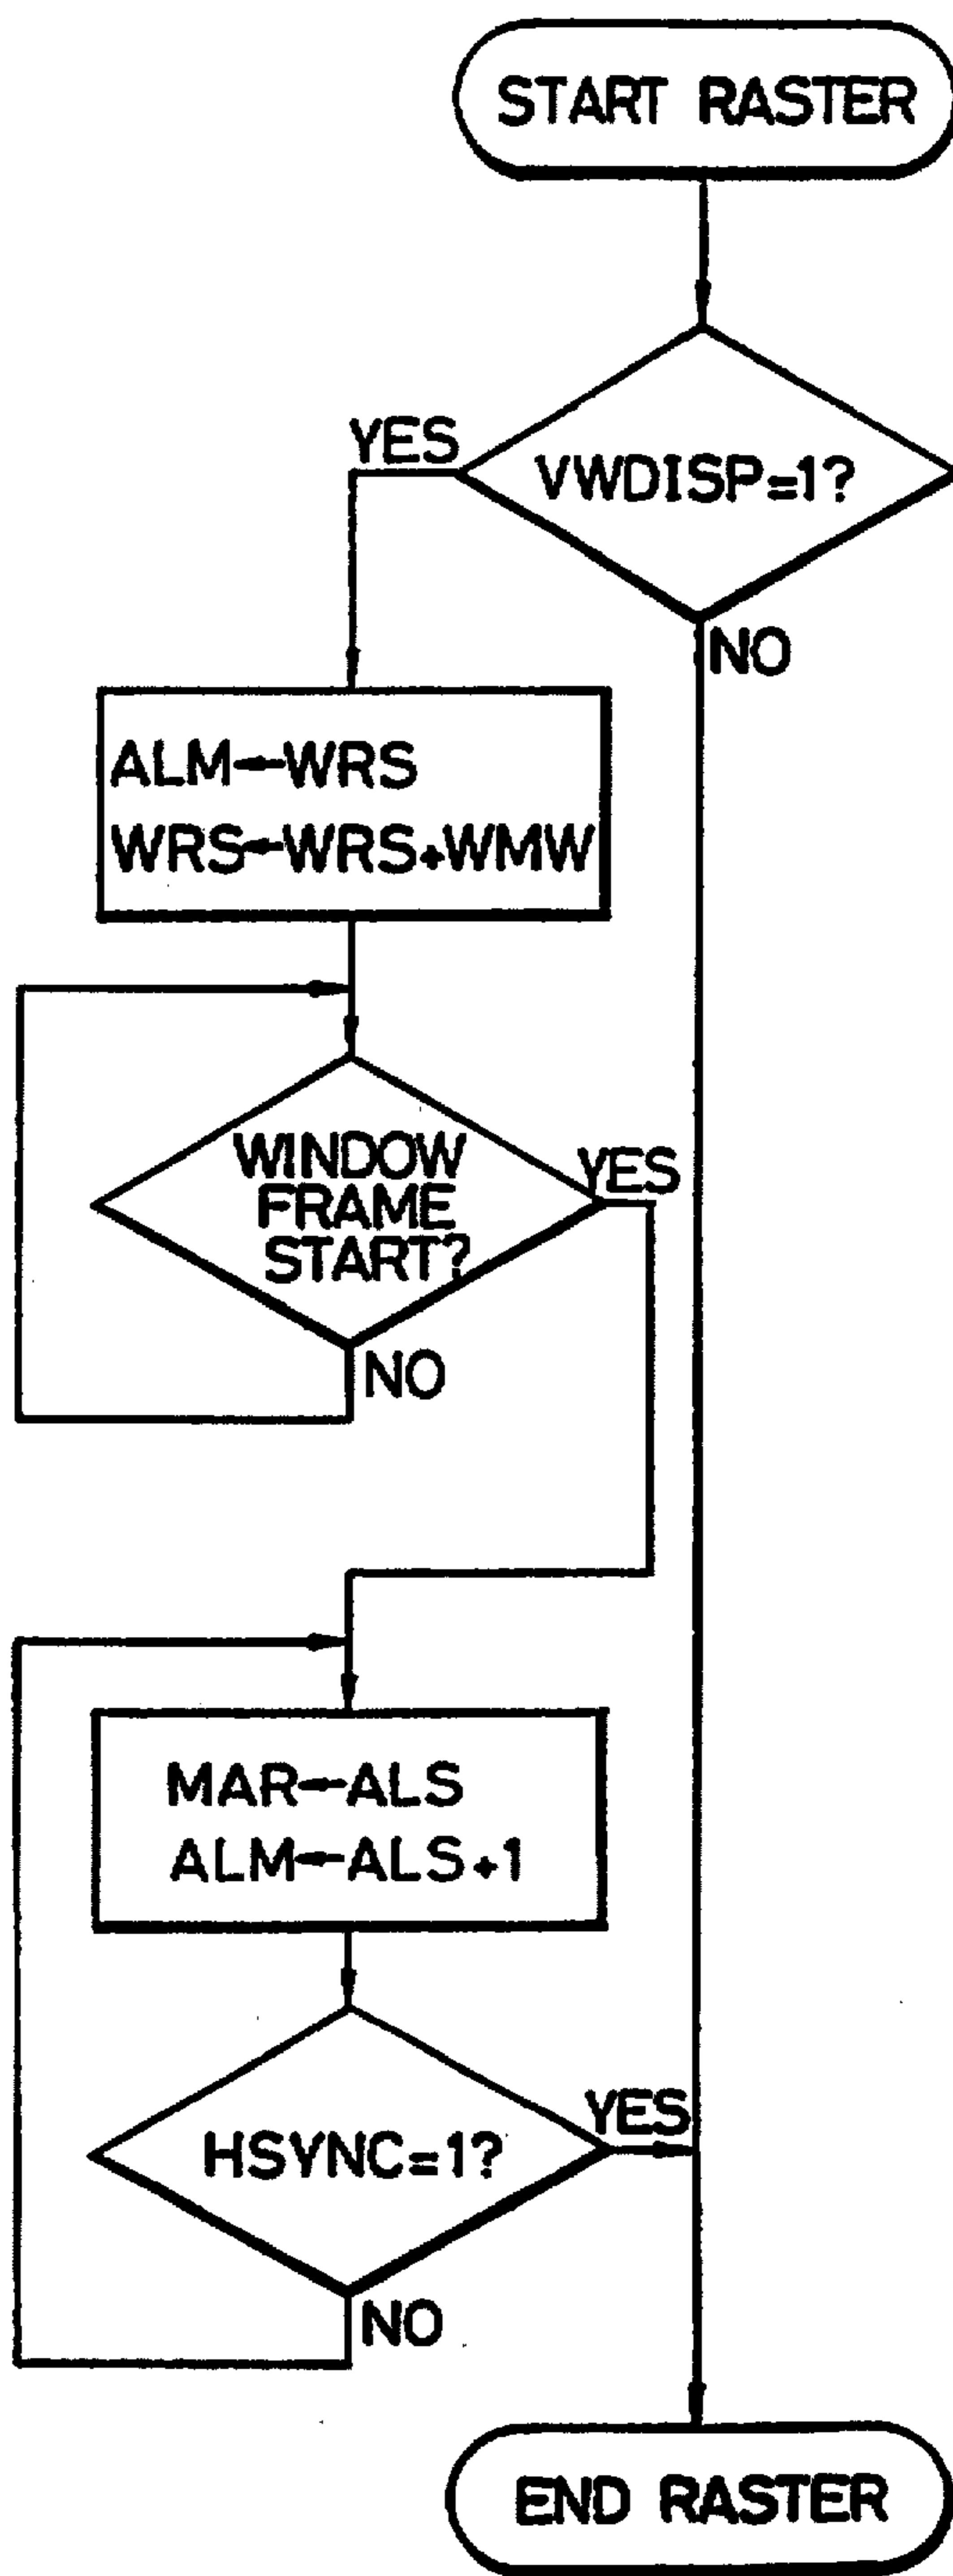 START RASTER
VWDISP=1?
YES
NO
ALM←WRS
WRS←WRS+WMW
WINDOW
FRAME
START?
YES
NO
MAR←ALS
ALM←ALS+1
HSYNC=1?
YES
NO
END RASTER